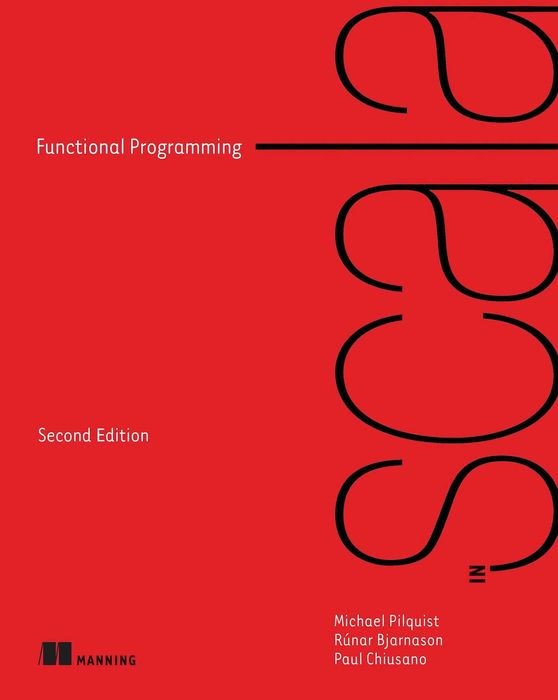 Functional Programming
IN
Scala
Second Edition
Michael Pilquist
Rúnar Bjarnason
Paul Chiusano
MANNING